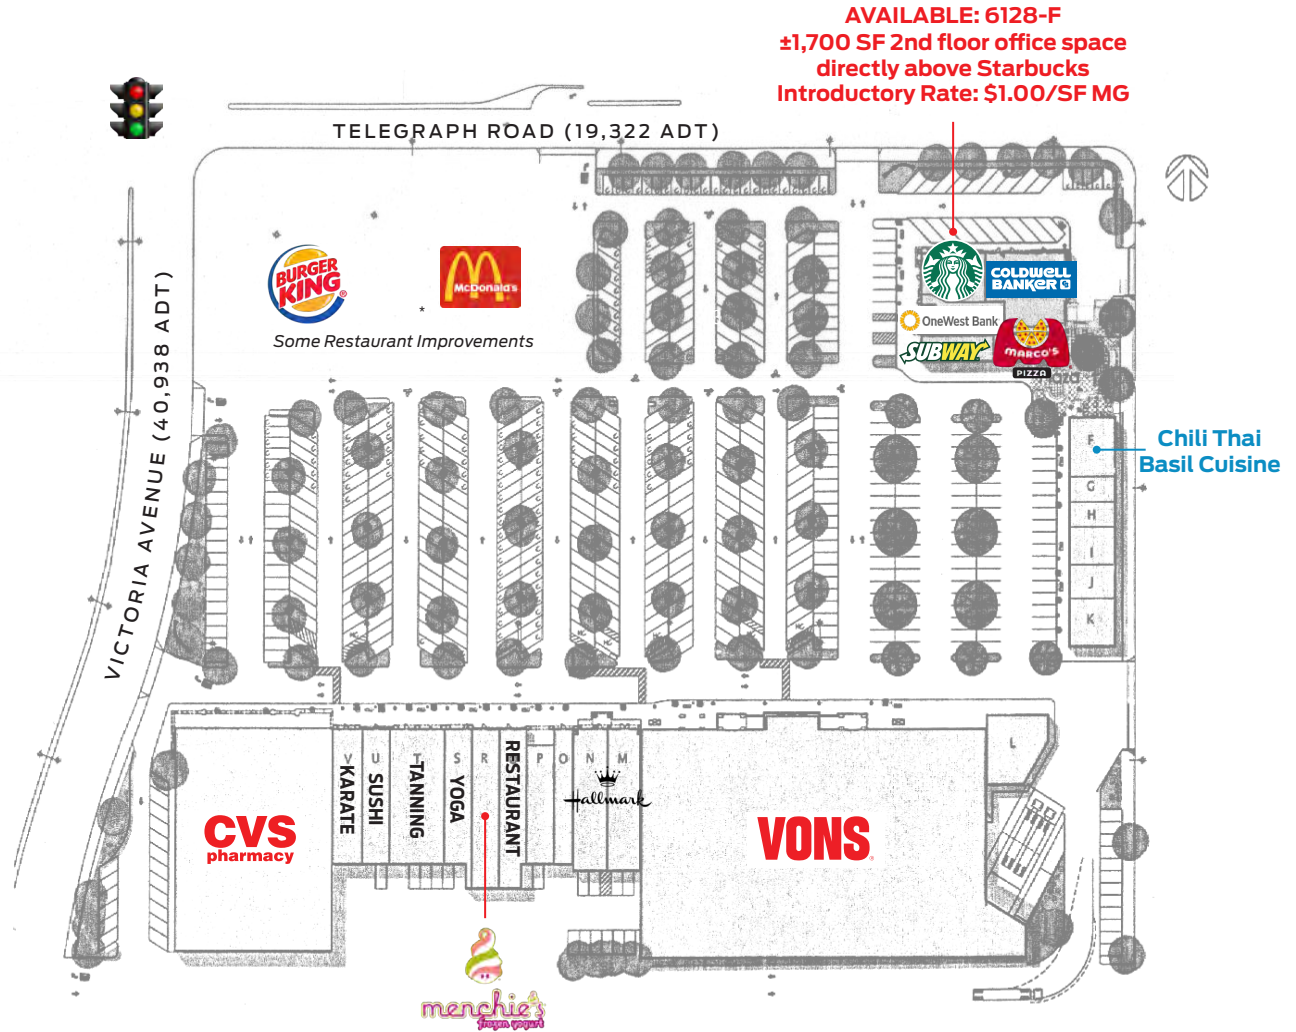 AVAILABLE: 6128-F
±1,700 SF 2nd floor office space
directly above Starbucks
Introductory Rate: $1.00/SF MG
TELEGRAPH ROAD (19,322 ADT)
VICTORIA AVENUE (40,938 ADT)
BURGER
KING®
McDonald's
*
Some Restaurant Improvements
COLDWELL
BANKER
OneWest Bank
SUBWAY
MARCO'S
PIZZA
F
Chili Thai
Basil Cuisine
G
H
I
J
K
L
V
U
T
S
R
P
O
N
M
KARATE
SUSHI
TANNING
YOGA
RESTAURANT
Hallmark
CVS
pharmacy
VONS
menchie's
frozen yogurt